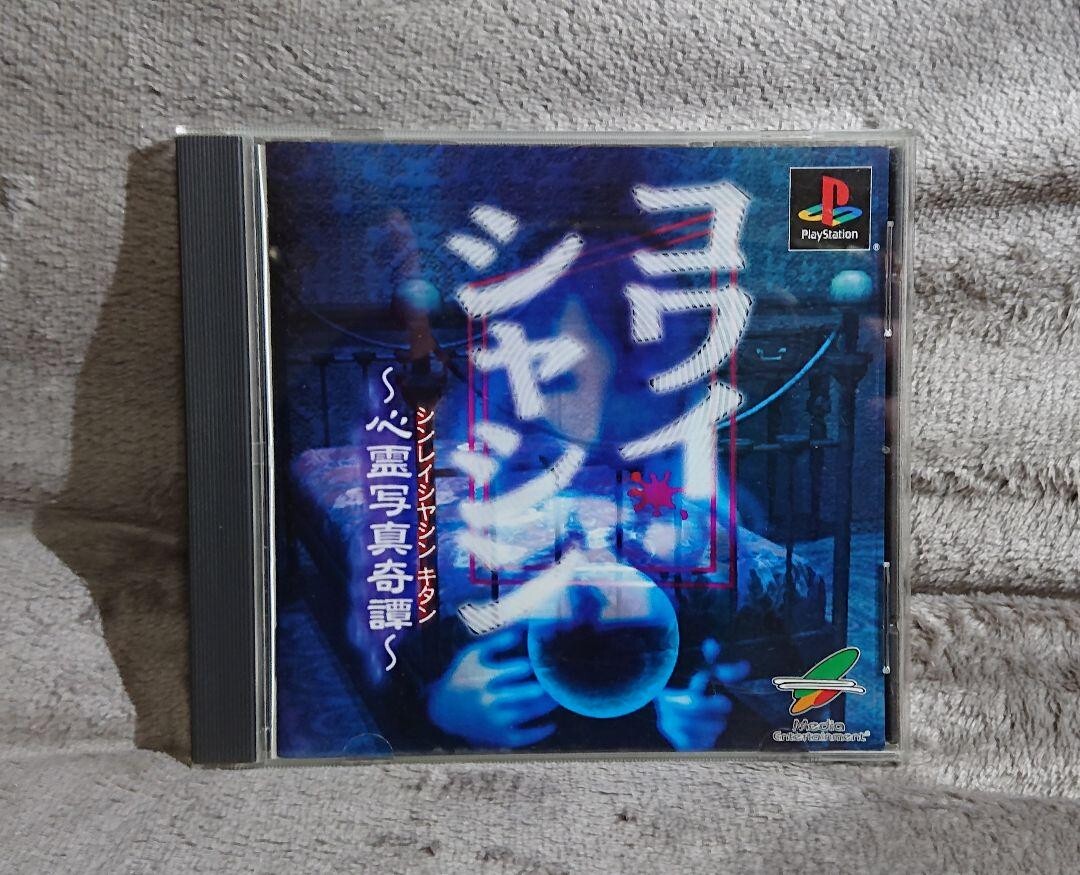 コワイ
シャシン
シンレイシャシン キタン
～心霊写真奇譚～
PlayStation
®
Media
Entertainment®